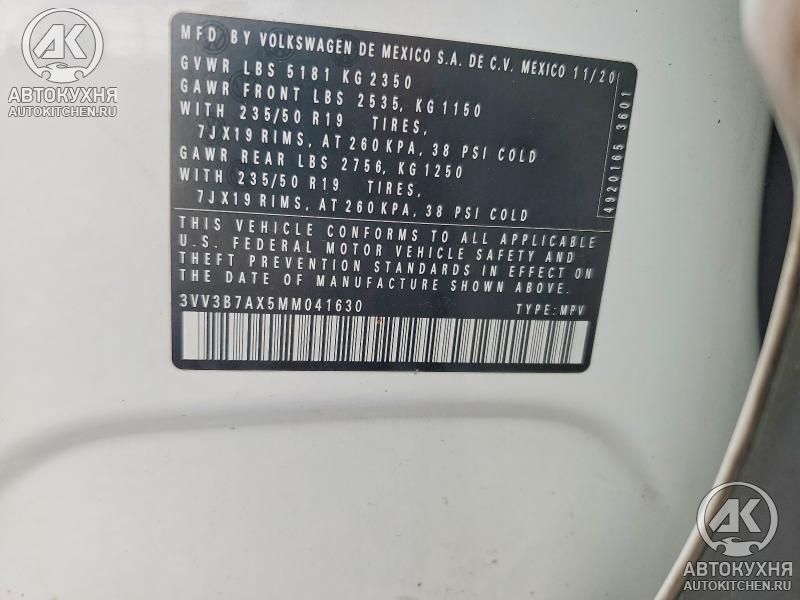 MFD BY VOLKSWAGEN DE MEXICO S.A. DE C.V. MEXICO 11/20
GVWR LBS 5181 KG 2350
GAWR FRONT LBS 2535, KG 1150
WITH 235/50 R19 TIRES,
7JX19 RIMS, AT 260KPA, 38 PSI COLD
GAWR REAR LBS 2756, KG 1250
WITH 235/50 R19 TIRES,
7JX19 RIMS, AT 260KPA, 38 PSI COLD
4920165 3601
THIS VEHICLE CONFORMS TO ALL APPLICABLE
U.S. FEDERAL MOTOR VEHICLE SAFETY AND
THEFT PREVENTION STANDARDS IN EFFECT ON
THE DATE OF MANUFACTURE SHOWN ABOVE.
3VV3B7AX5MM041630 TYPE: MPV
АК
АВТОКУХНЯ
AUTOKITCHEN.RU
АК
АВТОКУХНЯ
AUTOKITCHEN.RU